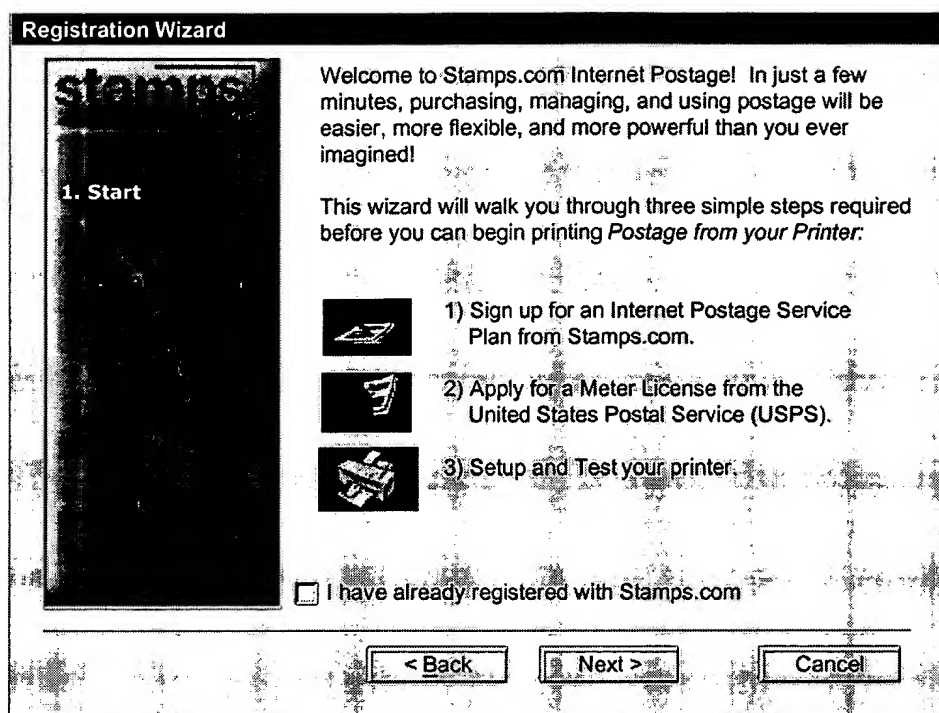 Registration Wizard
stamps
1. Start
Welcome to Stamps.com Internet Postage! In just a few
minutes, purchasing, managing, and using postage will be
easier, more flexible, and more powerful than you ever
imagined!
This wizard will walk you through three simple steps required
before you can begin printing Postage from your Printer:
1) Sign up for an Internet Postage Service
Plan from Stamps.com.
2) Apply for a Meter License from the
United States Postal Service (USPS).
3) Setup and Test your printer.
I have already registered with Stamps.com
< Back
Next >
Cancel